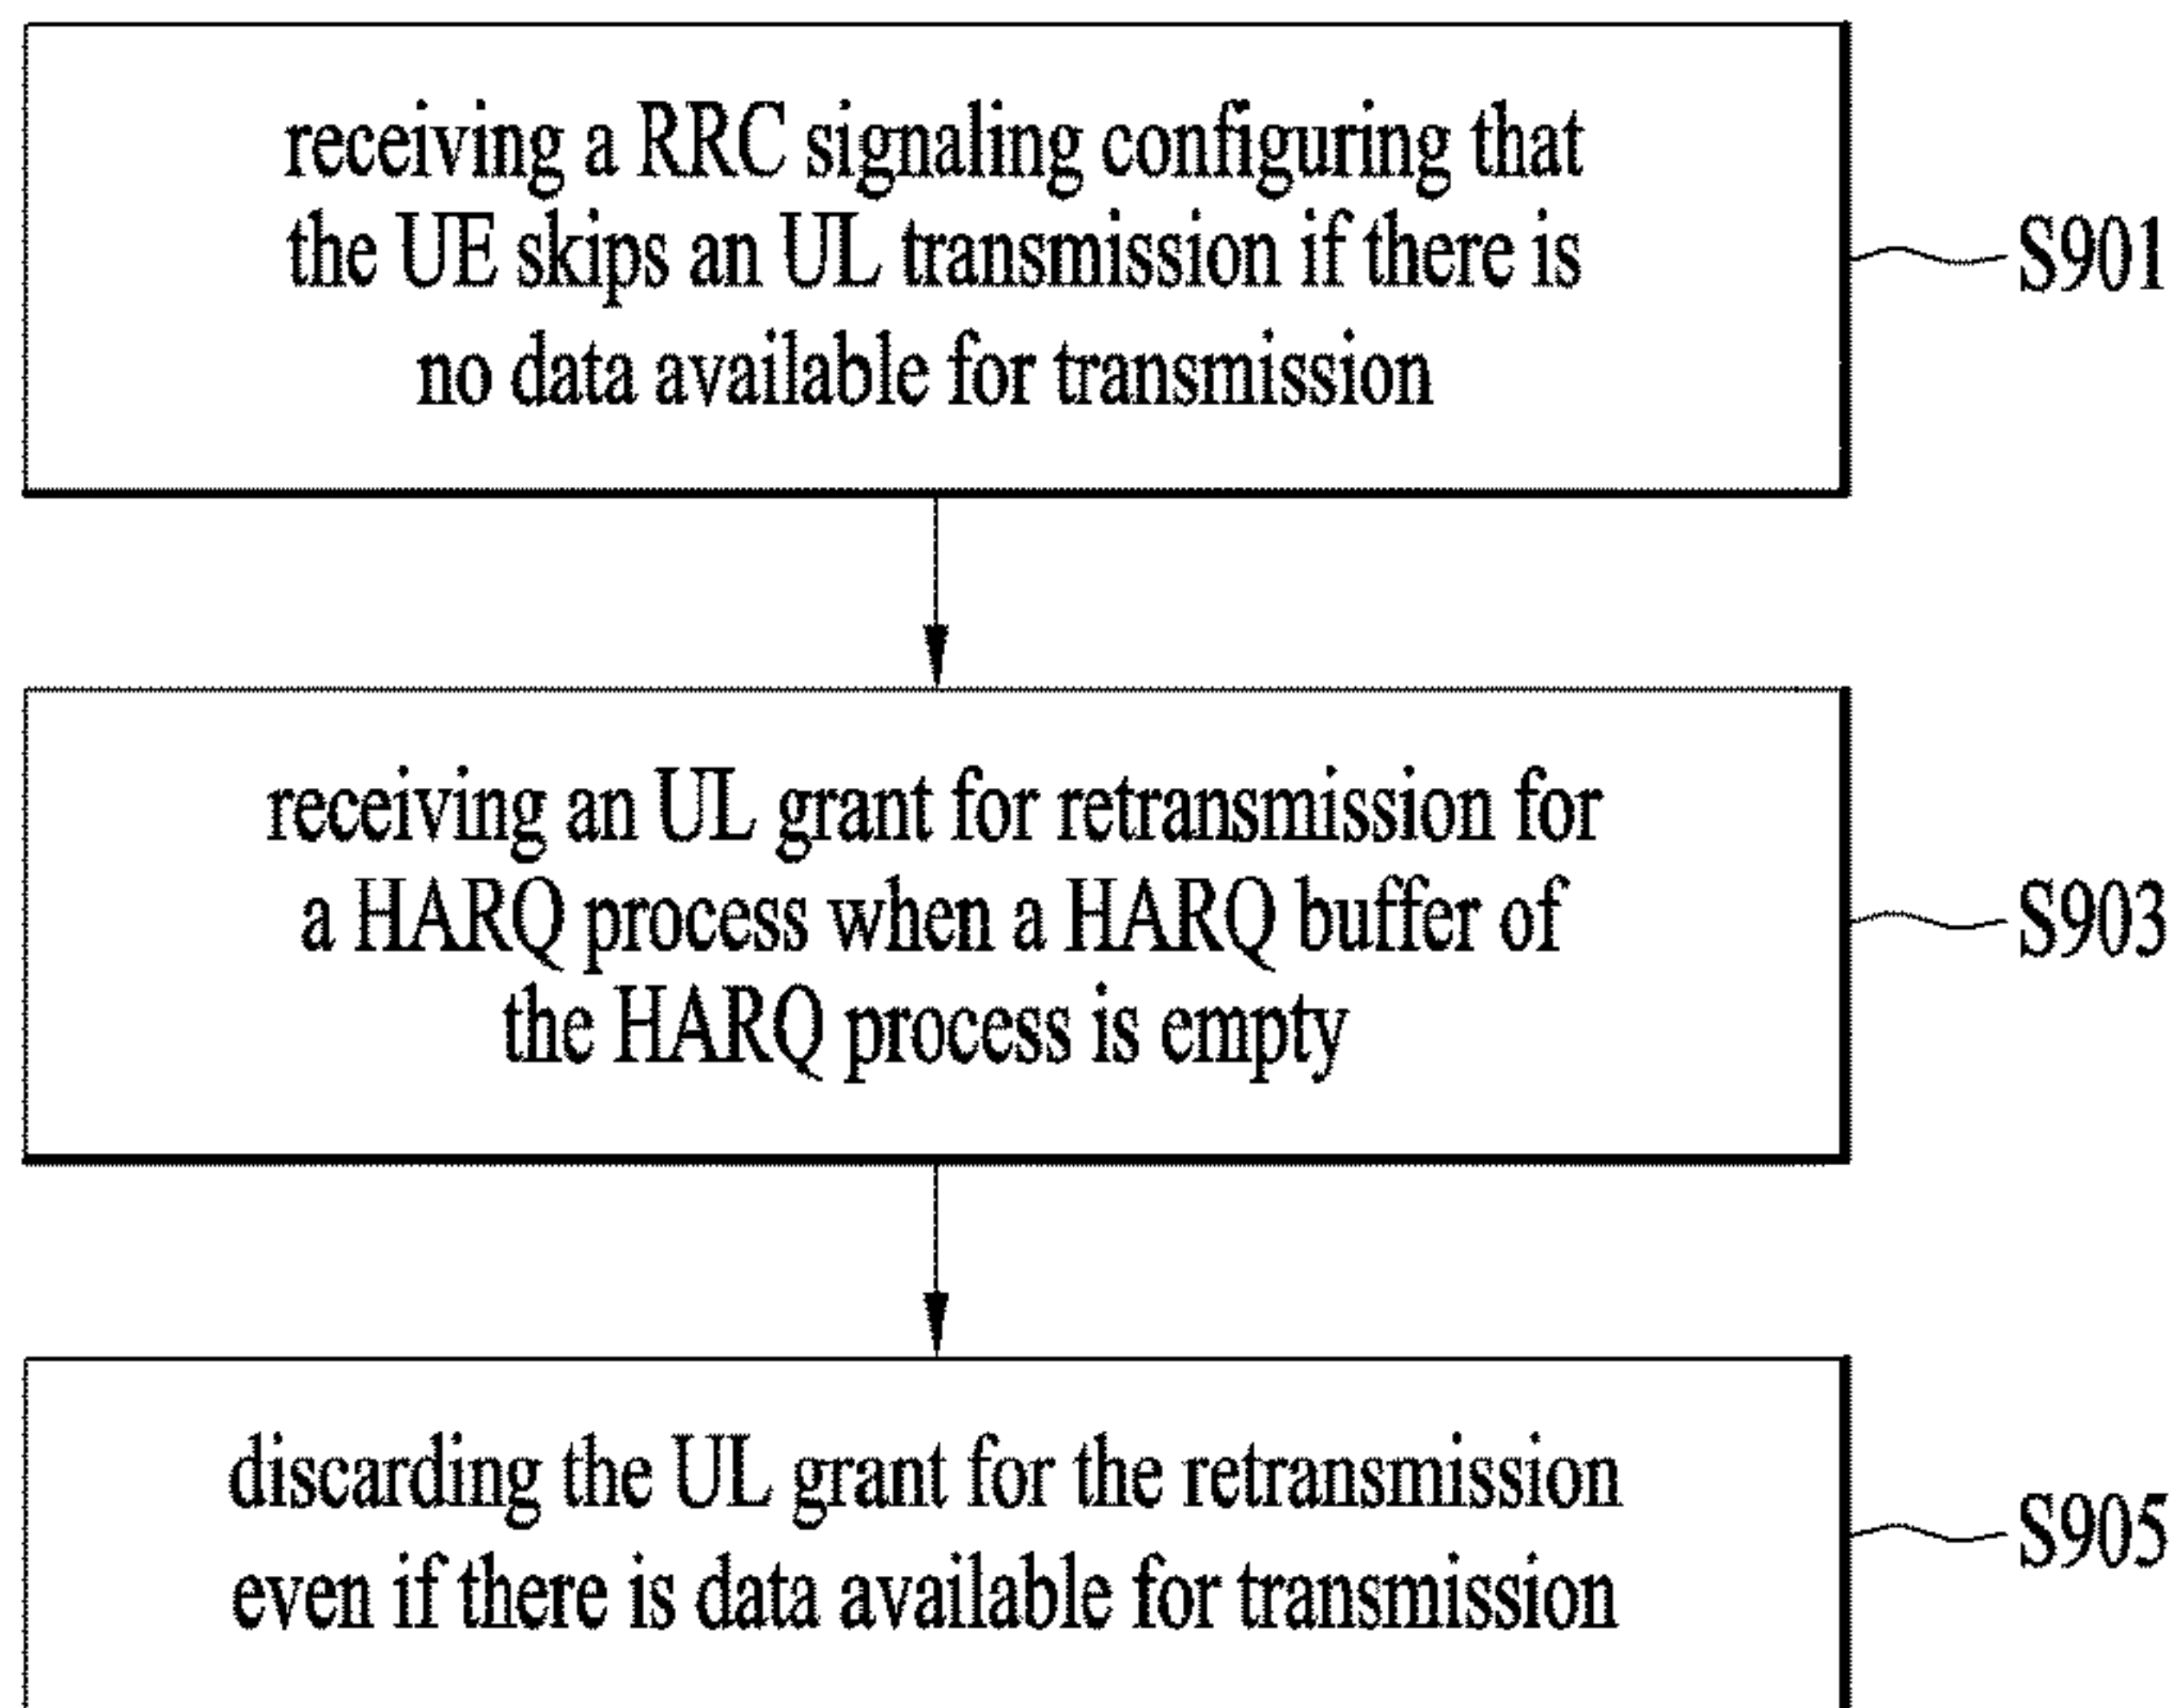 receiving a RRC signaling configuring that
the UE skips an UL transmission if there is
no data available for transmission
S901
receiving an UL grant for retransmission for
a HARQ process when a HARQ buffer of
the HARQ process is empty
S903
discarding the UL grant for the retransmission
even if there is data available for transmission
S905